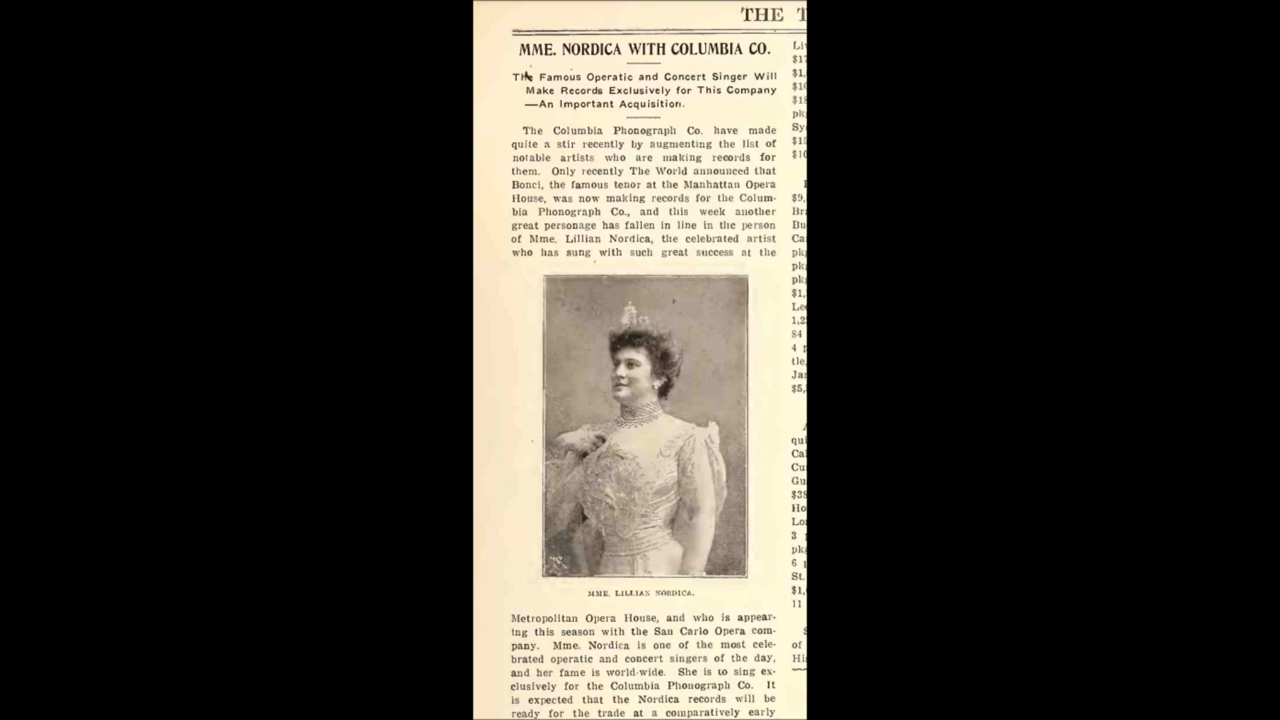 THE T
MME. NORDICA WITH COLUMBIA CO.
The Famous Operatic and Concert Singer Will
Make Records Exclusively for This Company
—An Important Acquisition.
The Columbia Phonograph Co. have made
quite a stir recently by augmenting the list of
notable artists who are making records for
them. Only recently The World announced that
Bonci, the famous tenor at the Manhattan Opera
House, was now making records for the Colum-
bia Phonograph Co., and this week another
great personage has fallen in line in the person
of Mme. Lillian Nordica, the celebrated artist
who has sung with such great success at the
MME. LILLIAN NORDICA.
Metropolitan Opera House, and who is appear-
ing this season with the San Carlo Opera com-
pany. Mme. Nordica is one of the most cele-
brated operatic and concert singers of the day,
and her fame is world-wide. She is to sing ex-
clusively for the Columbia Phonograph Co. It
is expected that the Nordica records will be
ready for the trade at a comparatively early